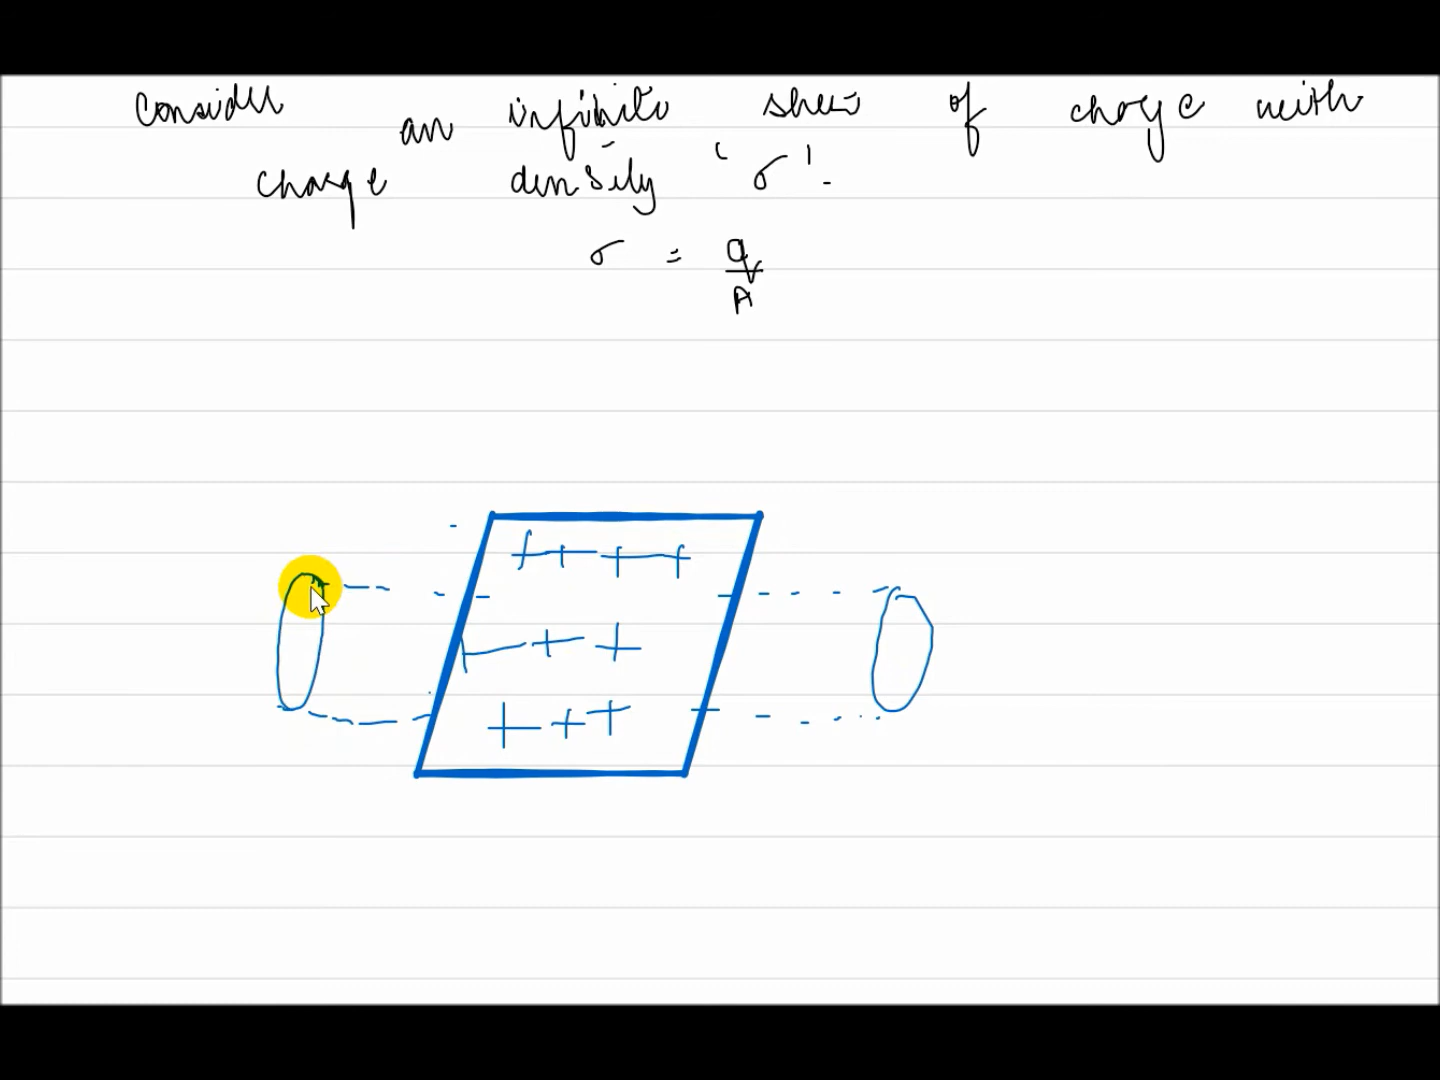 Consider an infinite sheet of charge with
charge density 'σ'.
σ = q/A
+ + + +
+ + +
+ + +